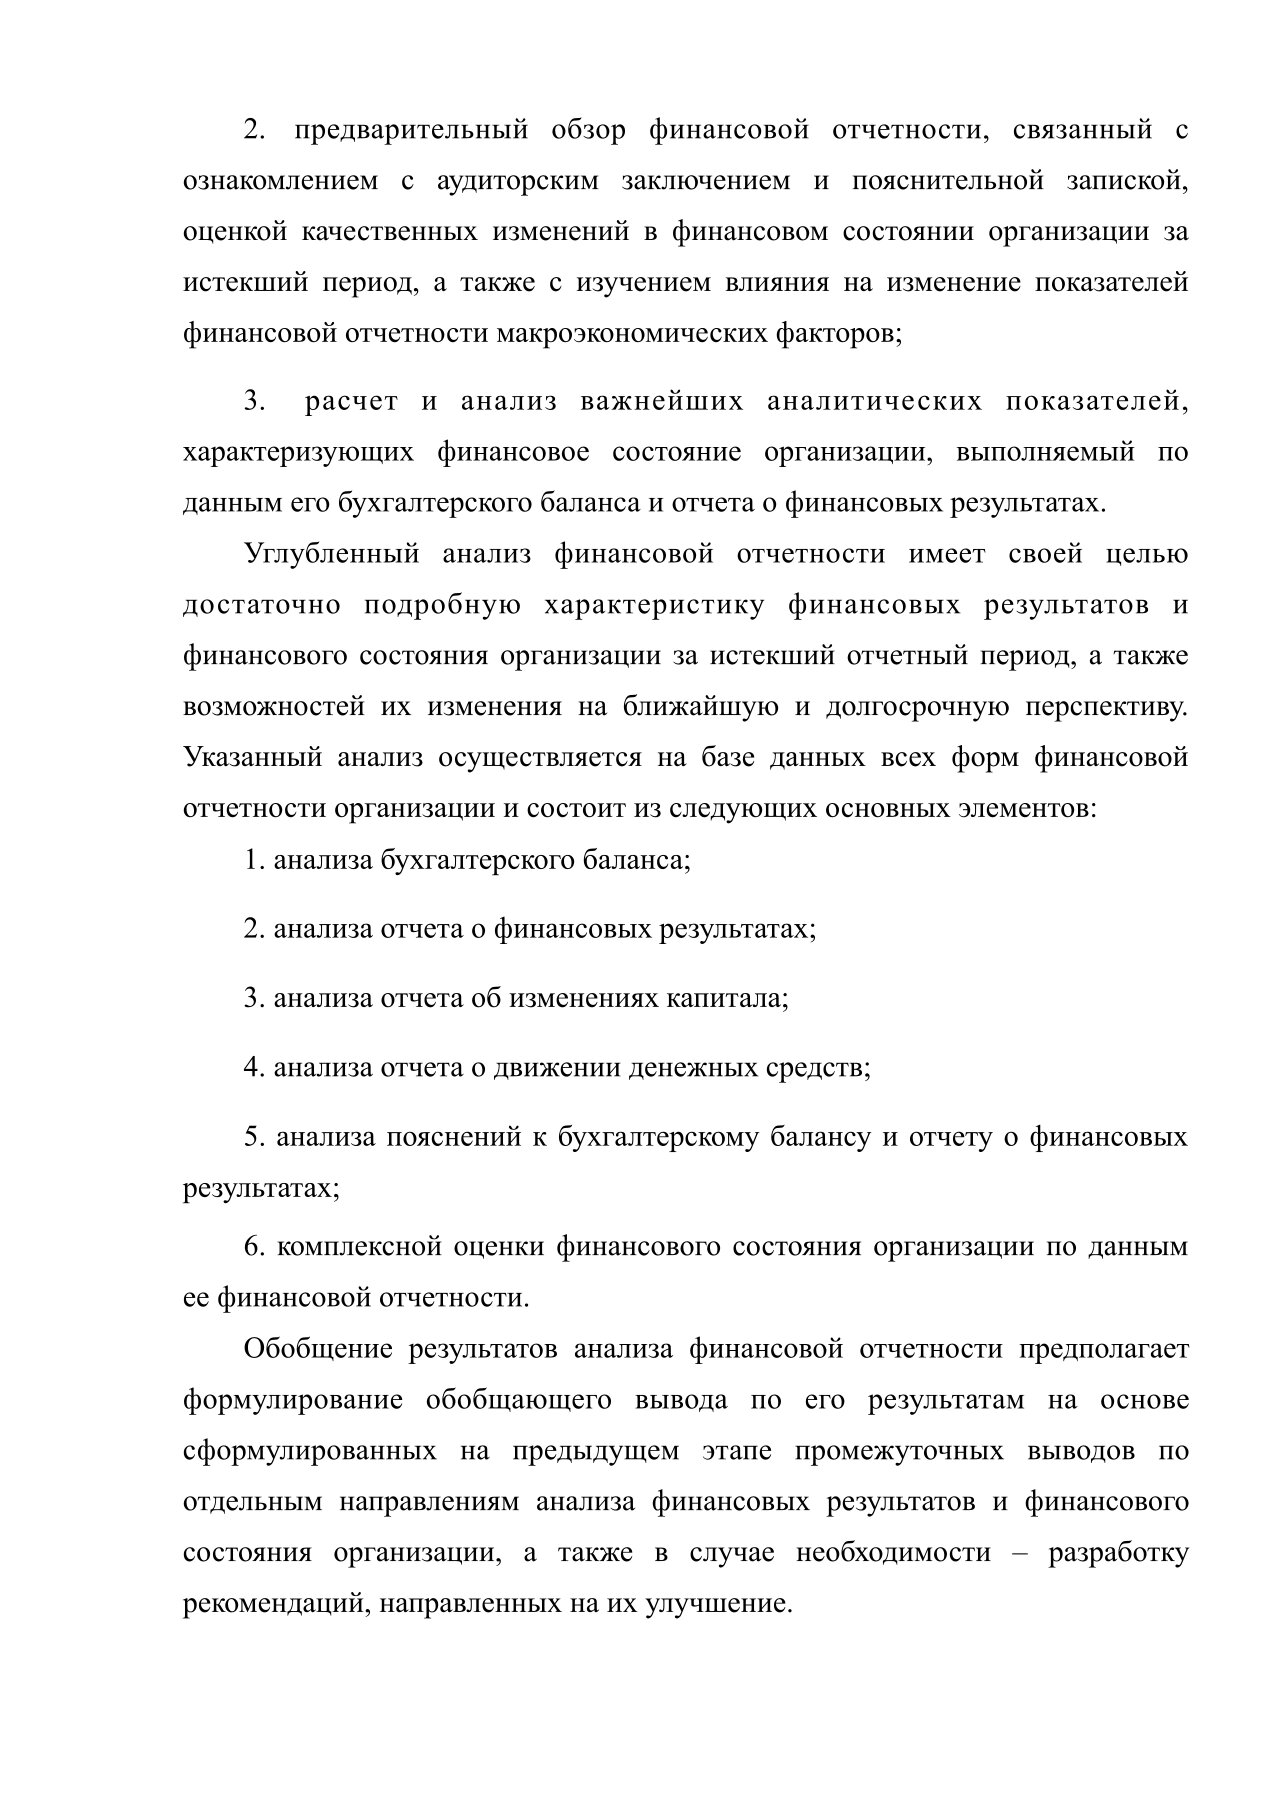 2. предварительный обзор финансовой отчетности, связанный с
ознакомлением с аудиторским заключением и пояснительной запиской,
оценкой качественных изменений в финансовом состоянии организации за
истекший период, а также с изучением влияния на изменение показателей
финансовой отчетности макроэкономических факторов;
3. расчет и анализ важнейших аналитических показателей,
характеризующих финансовое состояние организации, выполняемый по
данным его бухгалтерского баланса и отчета о финансовых результатах.
Углубленный анализ финансовой отчетности имеет своей целью
достаточно подробную характеристику финансовых результатов и
финансового состояния организации за истекший отчетный период, а также
возможностей их изменения на ближайшую и долгосрочную перспективу.
Указанный анализ осуществляется на базе данных всех форм финансовой
отчетности организации и состоит из следующих основных элементов:
1. анализа бухгалтерского баланса;
2. анализа отчета о финансовых результатах;
3. анализа отчета об изменениях капитала;
4. анализа отчета о движении денежных средств;
5. анализа пояснений к бухгалтерскому балансу и отчету о финансовых
результатах;
6. комплексной оценки финансового состояния организации по данным
ее финансовой отчетности.
Обобщение результатов анализа финансовой отчетности предполагает
формулирование обобщающего вывода по его результатам на основе
сформулированных на предыдущем этапе промежуточных выводов по
отдельным направлениям анализа финансовых результатов и финансового
состояния организации, а также в случае необходимости – разработку
рекомендаций, направленных на их улучшение.